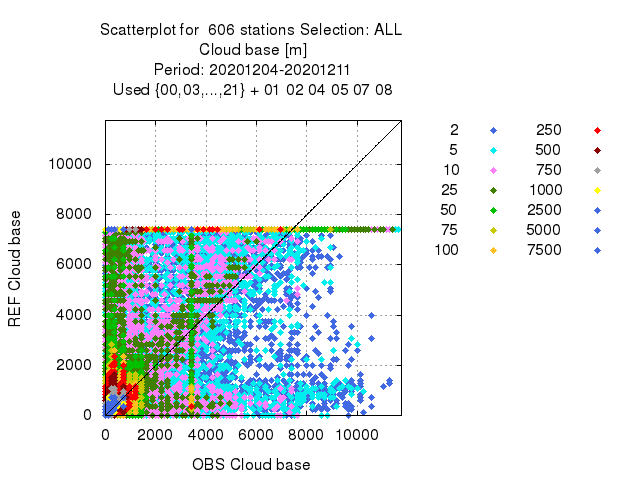 Scatterplot for  606 stations Selection: ALL
Cloud base [m]
Period: 20201204-20201211
Used {00,03,...,21} + 01 02 04 05 07 08
2 250
5 500
10 750
25 1000
50 2500
75 5000
100 7500
REF Cloud base
10000
8000
6000
4000
2000
0
0 2000 4000 6000 8000 10000
OBS Cloud base